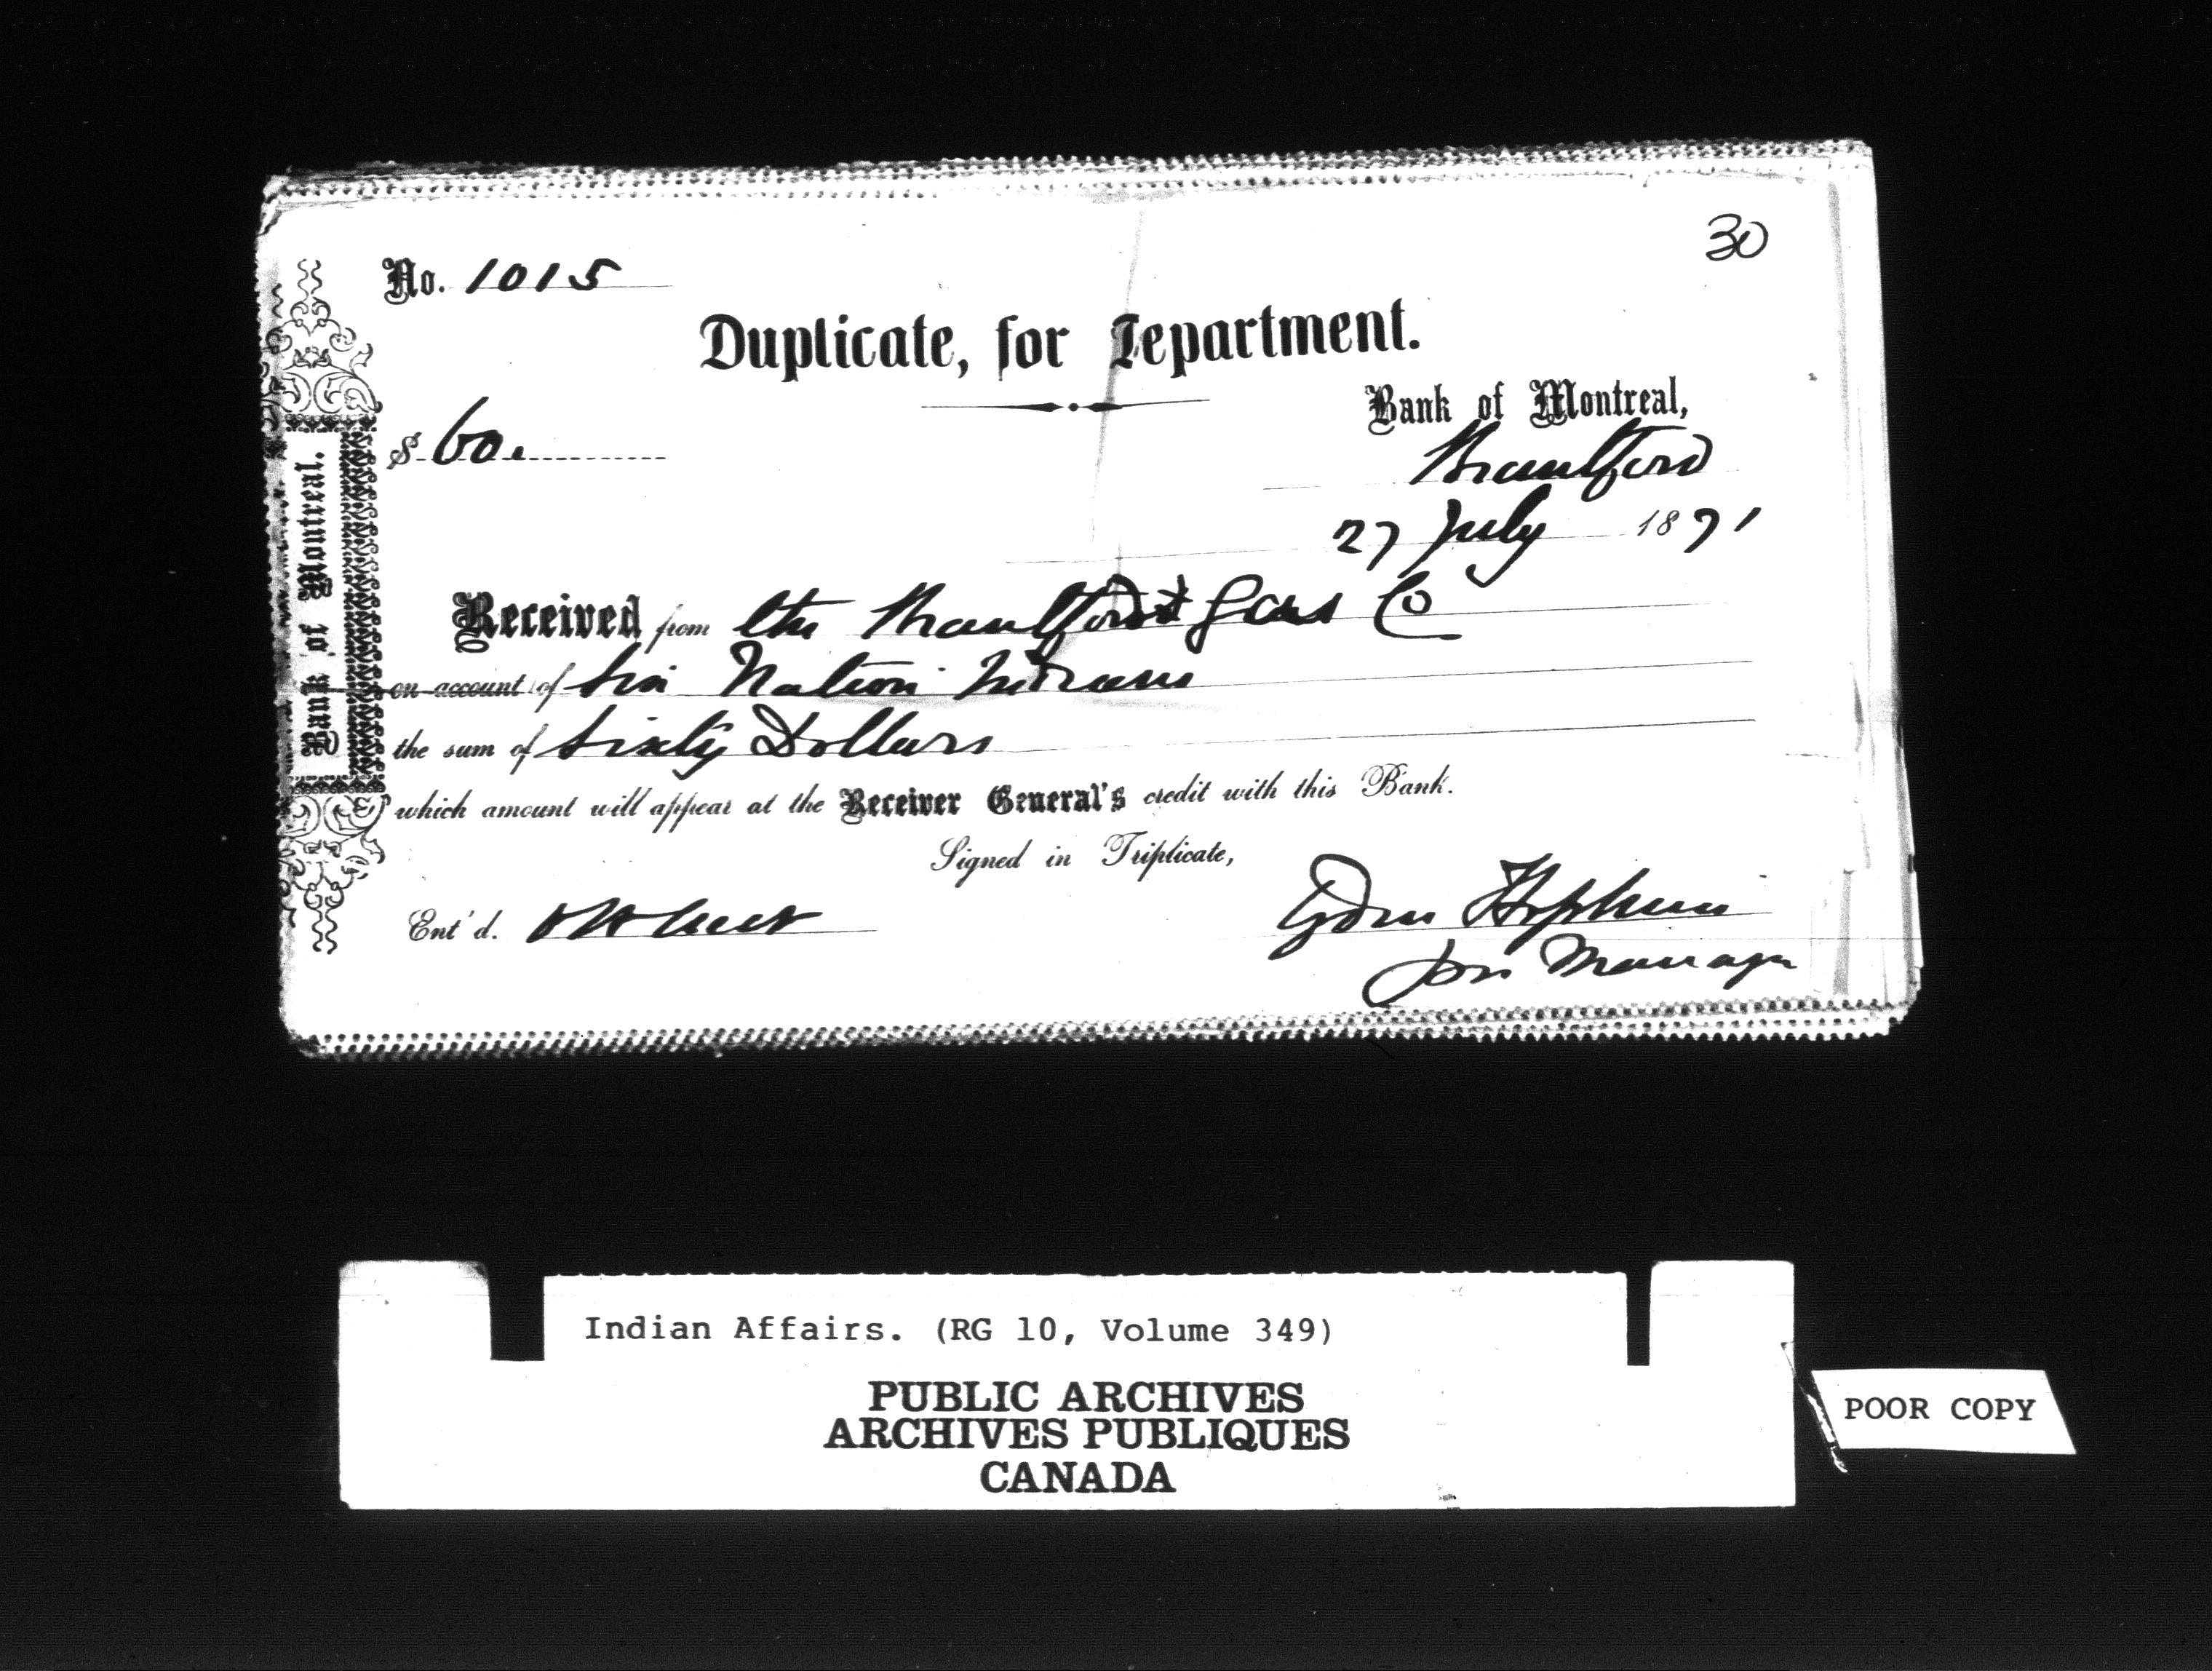 30
No. 1015
Duplicate, for Department.
Bank of Montreal,
$ 60.
Brantford
27 July 1871
Received from the Brantford Gas Co
on account of Six Nation Indians
the sum of Sixty Dollars
which amount will appear at the Receiver General's credit with this Bank.
Signed in Triplicate,
Ent'd.
Hopkins
Manager
Bank of Montreal.
Indian Affairs. (RG 10, Volume 349)
PUBLIC ARCHIVES
ARCHIVES PUBLIQUES
CANADA
POOR COPY